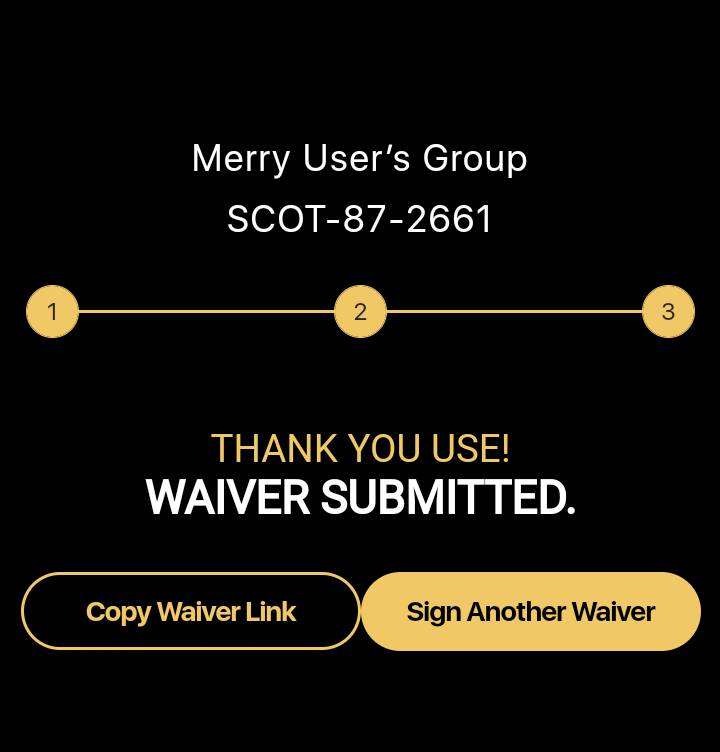 Merry User’s Group
SCOT-87-2661
1 2 3
THANK YOU USE!
WAIVER SUBMITTED.
Copy Waiver Link Sign Another Waiver